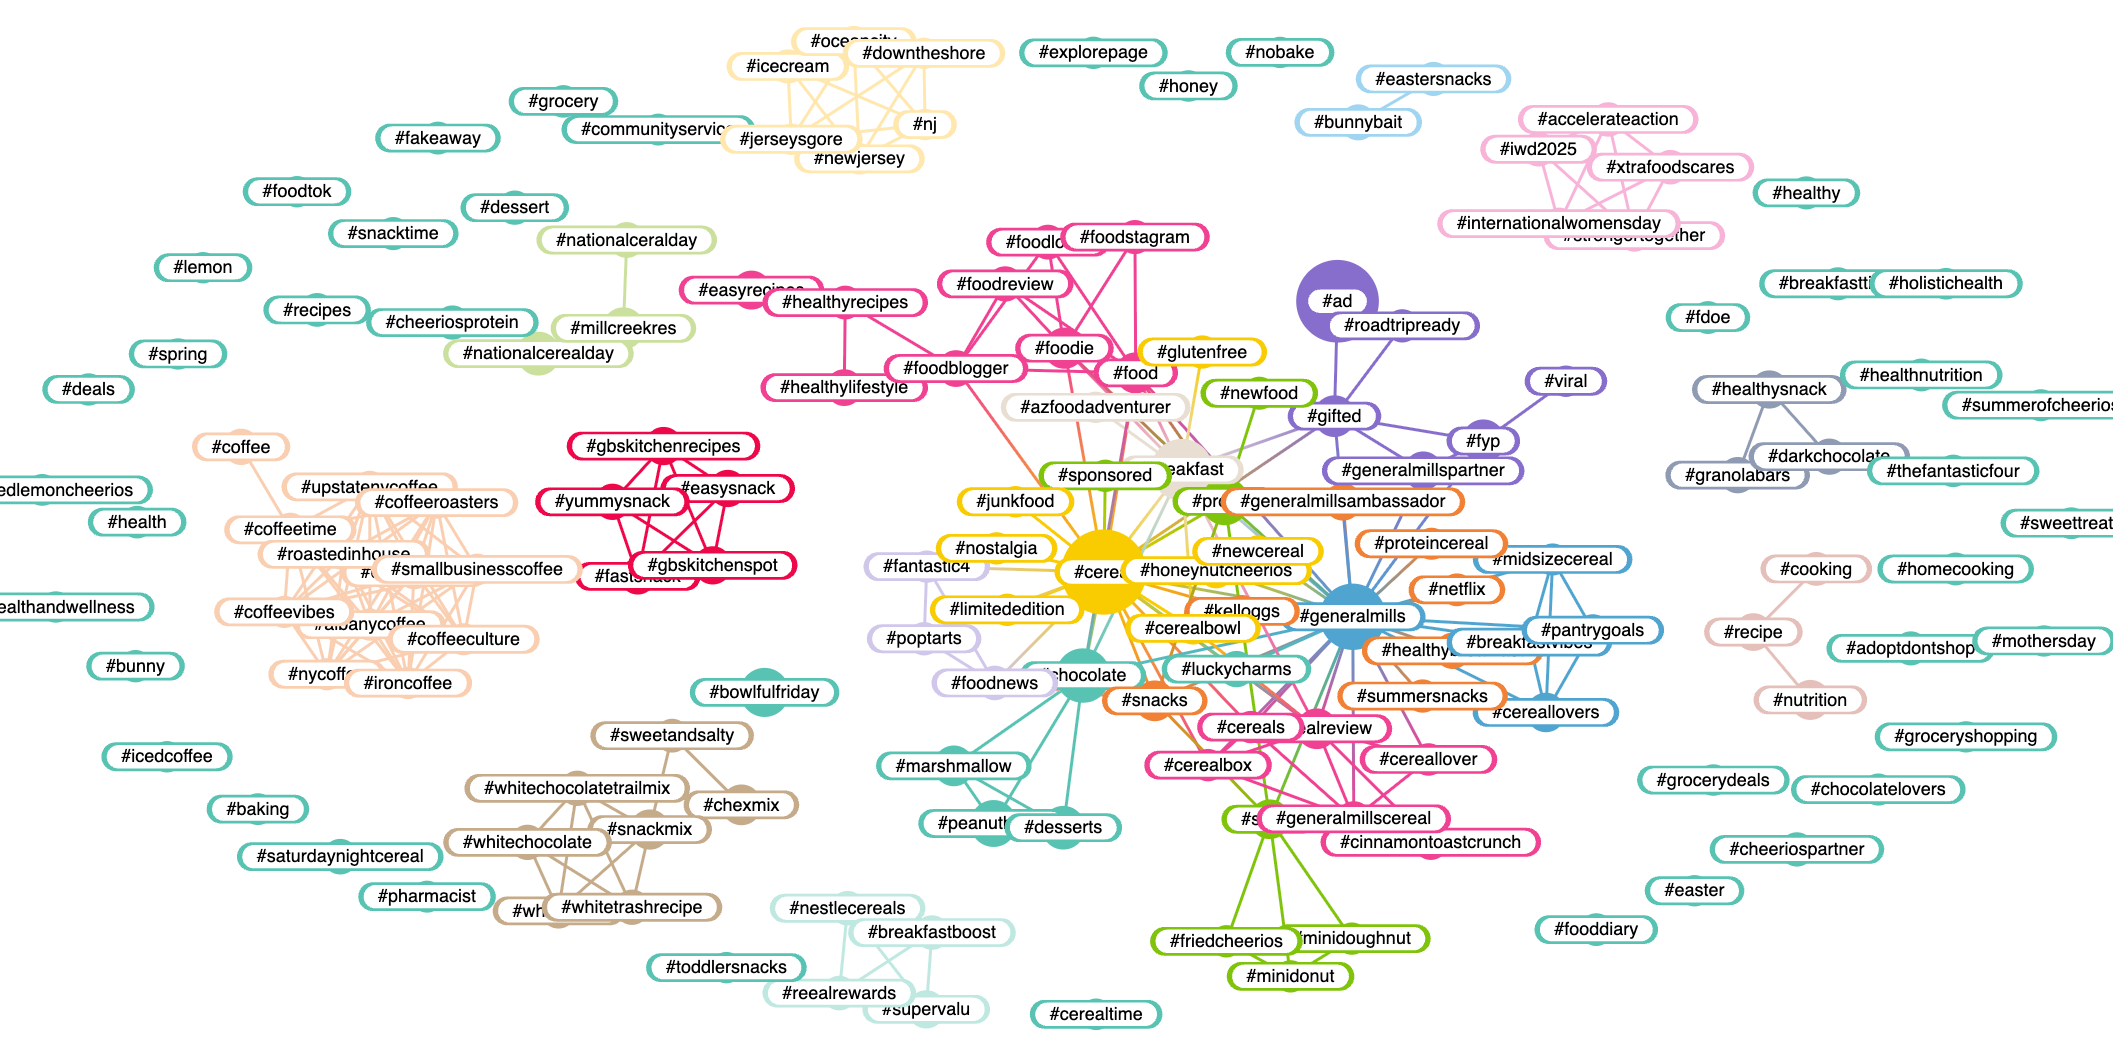 #downtheshore
#explorepage
#nobake
#icecream
#eastersnacks
#honey
#grocery
#bunnybait
#accelerateaction
#nj
#fakeaway
#jerseysgore
#iwd2025
#newjersey
#xtrafoodscares
#foodtok
#healthy
#dessert
#internationalwomensday
#snacktime
#foodstagram
#nationalceralday
#lemon
#foodreview
#holistichealth
#ad
#healthyrecipes
#recipes
#fdoe
#cheeriosprotein
#roadtripready
#millcreekres
#foodie
#spring
#nationalcerealday
#glutenfree
#foodblogger
#food
#healthnutrition
#viral
#deals
#healthylifestyle
#healthysnack
#newfood
#azfoodadventurer
#gifted
#fyp
#coffee
#gbskitchenrecipes
#darkchocolate
#generalmillspartner
#thefantasticfour
#sponsored
#granolabars
#easysnack
edlemoncheerios
#yummysnack
#junkfood
#generalmillsambassador
#coffeeroasters
#health
#coffeetime
#proteincereal
#nostalgia
#newcereal
#roastedinhouse
#midsizecereal
#fantastic4
#gbskitchenspot
#smallbusinesscoffee
#honeynutcheerios
#cooking
#homecooking
#netflix
ealthandwellness
#limitededition
#kelloggs
#coffeevibes
#generalmills
#cerealbowl
#pantrygoals
#recipe
#poptarts
#coffeeculture
#mothersday
#adoptdontshop
#bunny
#luckycharms
#ironcoffee
#foodnews
#bowlfulfriday
#summersnacks
#snacks
#nutrition
#cereallovers
#cereals
#sweetandsalty
#groceryshopping
#icedcoffee
#cereallover
#cerealbox
#marshmallow
#grocerydeals
#whitechocolatetrailmix
#chocolatelovers
#chexmix
#baking
#generalmillscereal
#desserts
#snackmix
#whitechocolate
#cinnamontoastcrunch
#cheeriospartner
#saturdaynightcereal
#easter
#pharmacist
#whitetrashrecipe
#nestlecereals
#fooddiary
#breakfastboost
#minidoughnut
#friedcheerios
#toddlersnacks
#minidonut
#reealrewards
#supervalu
#cerealtime